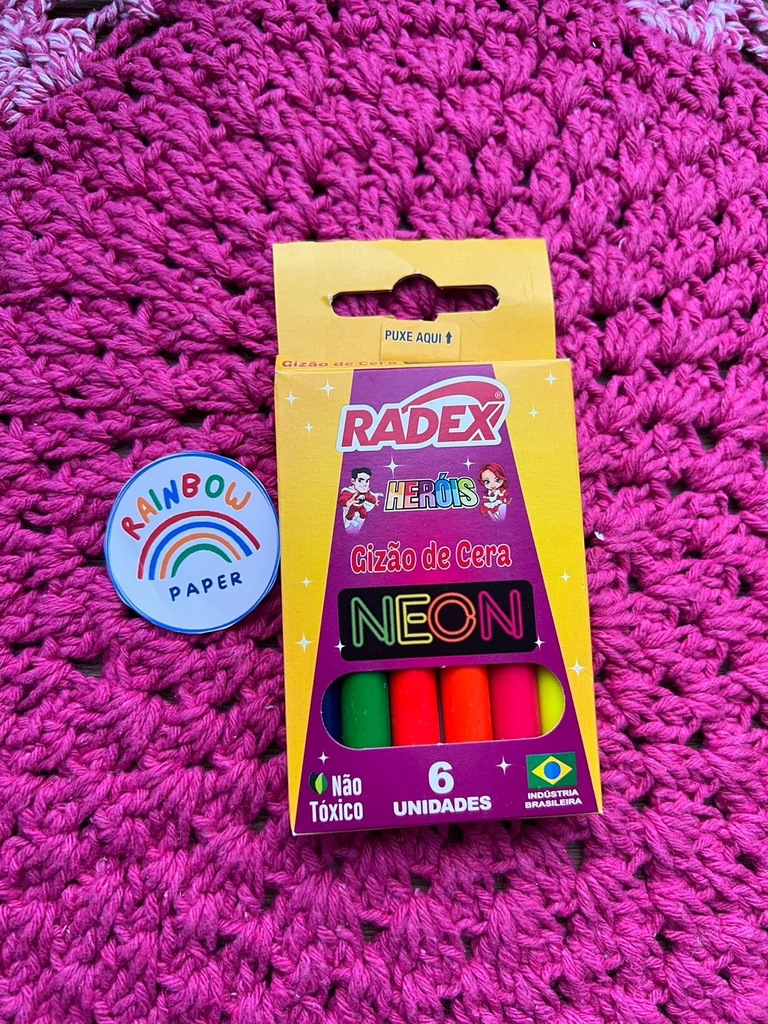 PUXE AQUI
Gizão de Cera
RADEX
®
HERÓIS
Gizão de Cera
NEON
RAINBOW
PAPER
Não
Tóxico
6
UNIDADES
INDÚSTRIA
BRASILEIRA